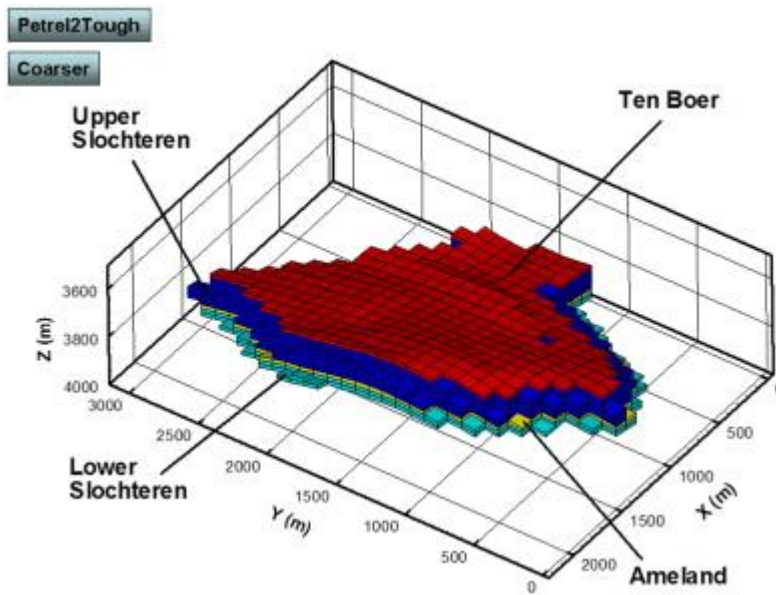 Petrel2Tough
Coarser
Upper
Slochteren
Ten Boer
3600
3800
4000
Z (m)
3000
2500
2000
1500
1000
500
0
Y (m)
500
1000
1500
2000
X (m)
Lower
Slochteren
Ameland